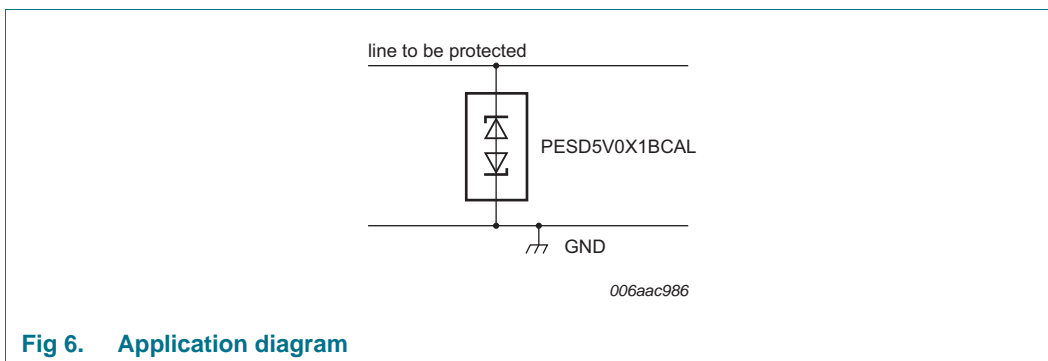 line to be protected
PESD5V0X1BCAL
GND
006aac986
Fig 6. Application diagram